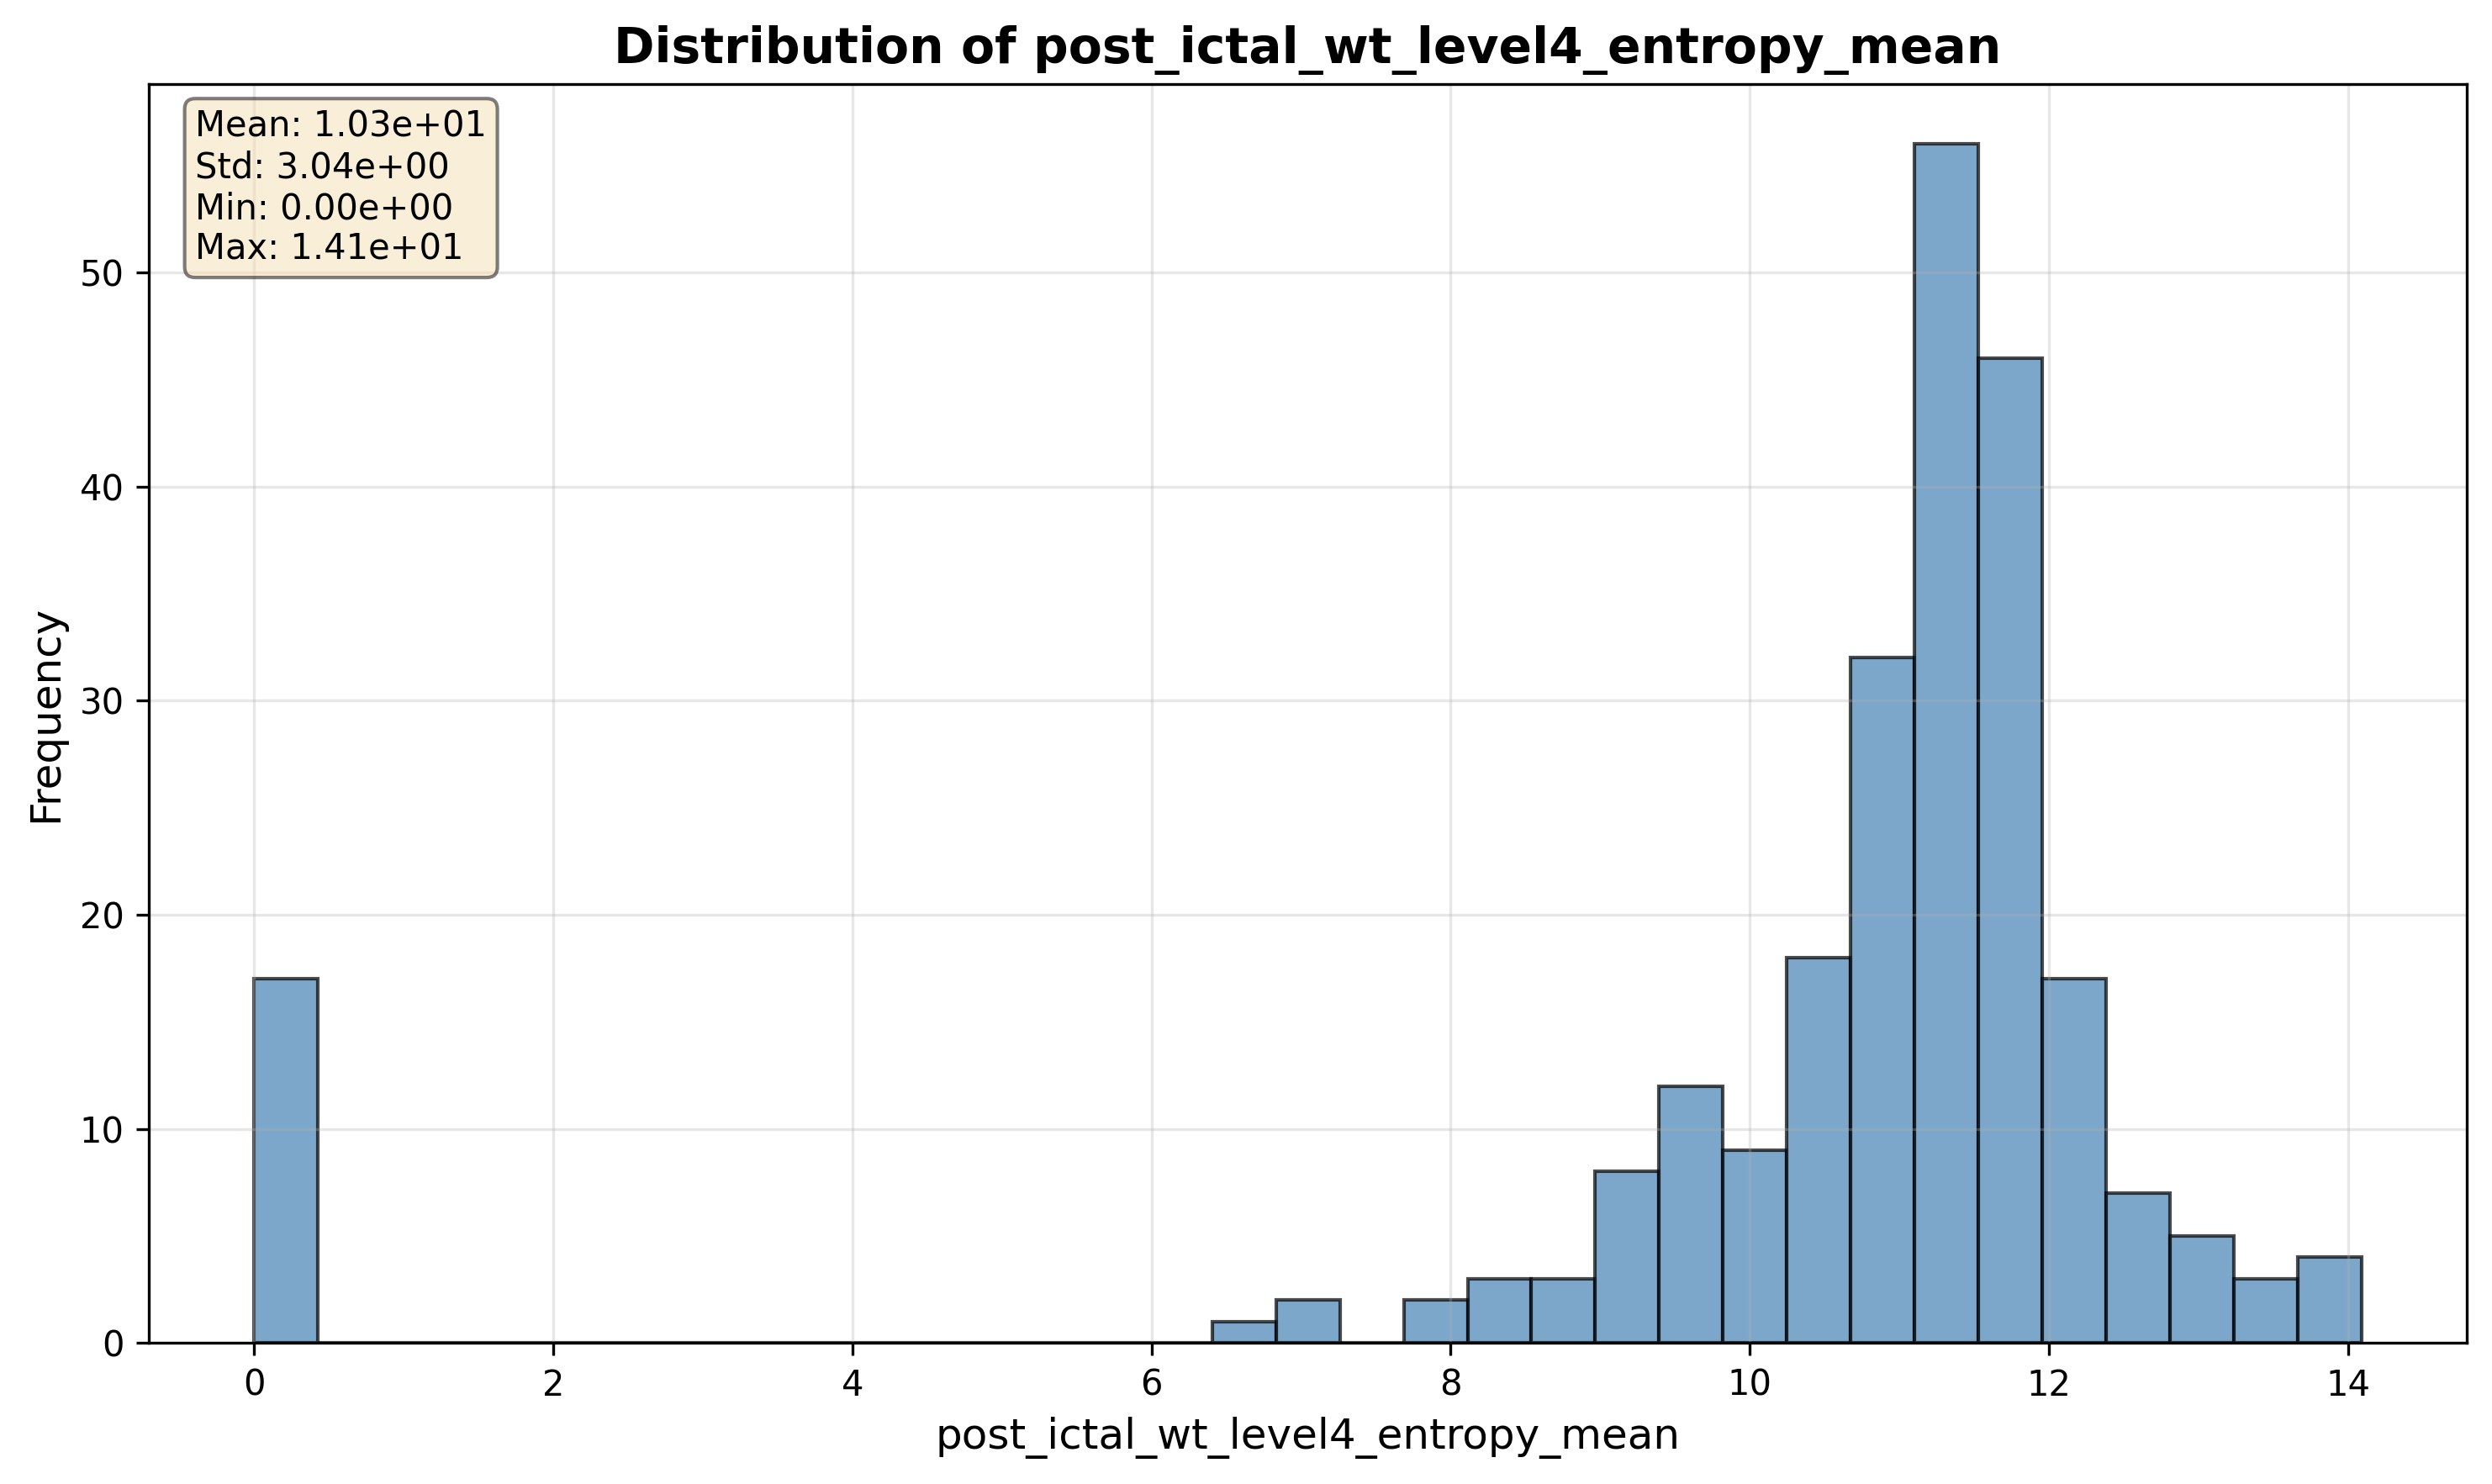 Distribution of post_ictal_wt_level4_entropy_mean
Mean: 1.03e+01
Std: 3.04e+00
Min: 0.00e+00
Max: 1.41e+01
50
40
30
20
10
0
Frequency
0 2 4 6 8 10 12 14
post_ictal_wt_level4_entropy_mean